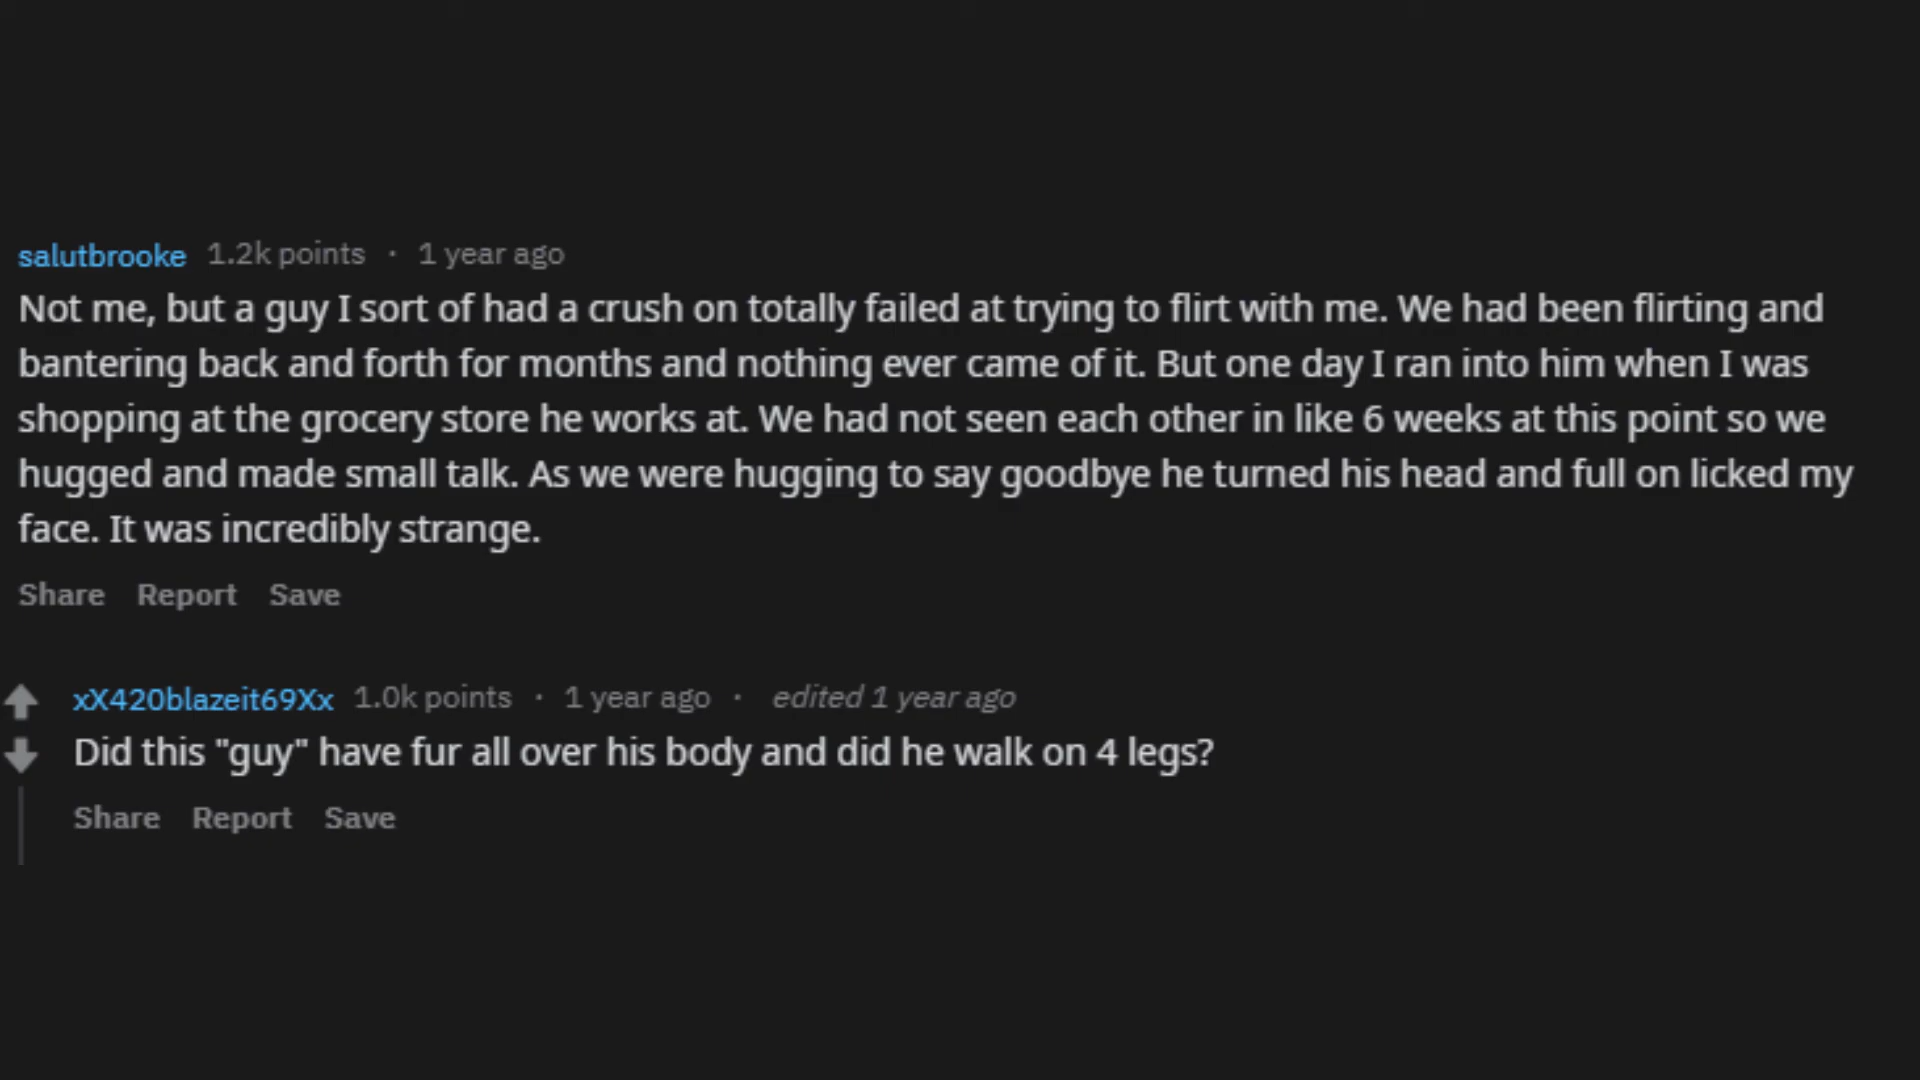 salutbrooke 1.2k points · 1 year ago
Not me, but a guy I sort of had a crush on totally failed at trying to flirt with me. We had been flirting and
bantering back and forth for months and nothing ever came of it. But one day I ran into him when I was
shopping at the grocery store he works at. We had not seen each other in like 6 weeks at this point so we
hugged and made small talk. As we were hugging to say goodbye he turned his head and full on licked my
face. It was incredibly strange.
Share Report Save
xX420blazeit69Xx 1.0k points · 1 year ago · edited 1 year ago
Did this "guy" have fur all over his body and did he walk on 4 legs?
Share Report Save